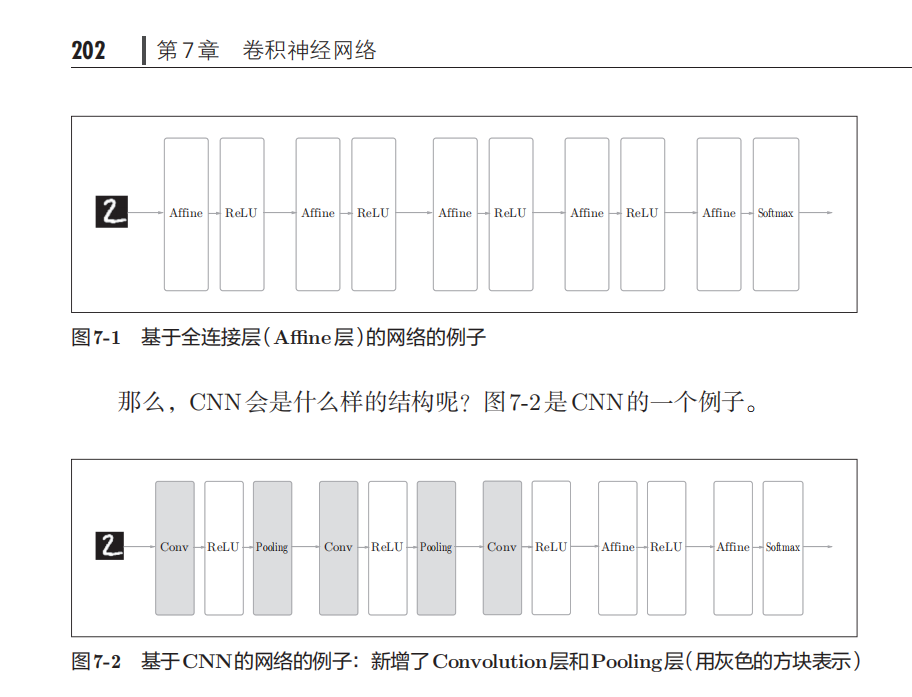 202 第7章 卷积神经网络
2 Affine ReLU Affine ReLU Affine ReLU Affine ReLU Affine Softmax
图7-1 基于全连接层(Affine层)的网络的例子
那么，CNN会是什么样的结构呢？图7-2是CNN的一个例子。
2 Conv ReLU Pooling Conv ReLU Pooling Conv ReLU Affine ReLU Affine Softmax
图7-2 基于CNN的网络的例子：新增了Convolution层和Pooling层(用灰色的方块表示)